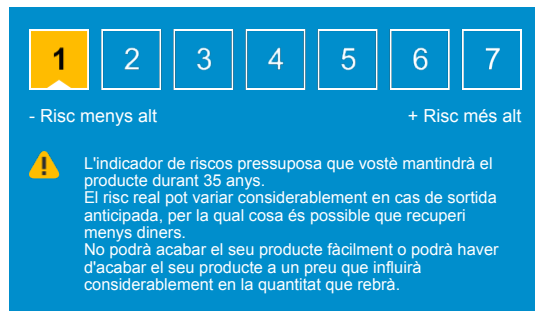 1 2 3 4 5 6 7
- Risc menys alt + Risc més alt
L'indicador de riscos pressuposa que vostè mantindrà el
producte durant 35 anys.
El risc real pot variar considerablement en cas de sortida
anticipada, per la qual cosa és possible que recuperi
menys diners.
No podrà acabar el seu producte fàcilment o podrà haver
d'acabar el seu producte a un preu que influirà
considerablement en la quantitat que rebrà.